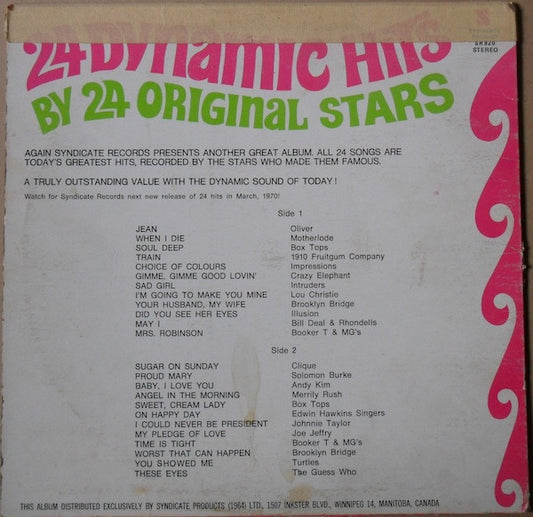 SR 920
STEREO
24 DYNAMIC HITS
BY 24 ORIGINAL STARS
AGAIN SYNDICATE RECORDS PRESENTS ANOTHER GREAT ALBUM. ALL 24 SONGS ARE
TODAY'S GREATEST HITS, RECORDED BY THE STARS WHO MADE THEM FAMOUS.
A TRULY OUTSTANDING VALUE WITH THE DYNAMIC SOUND OF TODAY!
Watch for Syndicate Records next new release of 24 hits in March, 1970!
Side 1
JEAN Oliver
WHEN I DIE Motherlode
SOUL DEEP Box Tops
TRAIN 1910 Fruitgum Company
CHOICE OF COLOURS Impressions
GIMME, GIMME GOOD LOVIN' Crazy Elephant
SAD GIRL Intruders
I'M GOING TO MAKE YOU MINE Lou Christie
YOUR HUSBAND, MY WIFE Brooklyn Bridge
DID YOU SEE HER EYES Illusion
MAY I Bill Deal & Rhondells
MRS. ROBINSON Booker T & MG's
Side 2
SUGAR ON SUNDAY Clique
PROUD MARY Solomon Burke
BABY, I LOVE YOU Andy Kim
ANGEL IN THE MORNING Merrily Rush
SWEET, CREAM LADY Box Tops
ON HAPPY DAY Edwin Hawkins Singers
I COULD NEVER BE PRESIDENT Johnnie Taylor
MY PLEDGE OF LOVE Joe Jeffry
TIME IS TIGHT Booker T & MG's
WORST THAT CAN HAPPEN Brooklyn Bridge
YOU SHOWED ME Turtles
THESE EYES The Guess Who
THIS ALBUM DISTRIBUTED EXCLUSIVELY BY SYNDICATE PRODUCTS (1964) LTD., 1507 INKSTER BLVD., WINNIPEG 14, MANITOBA, CANADA